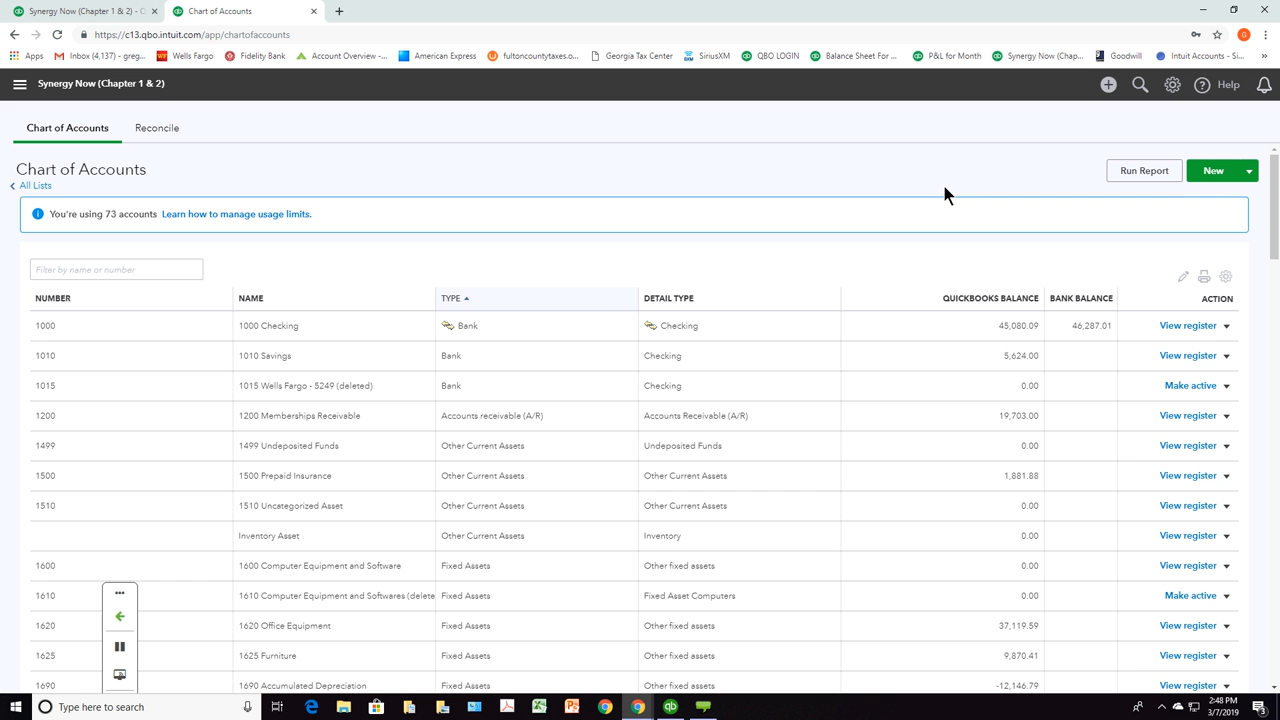 Synergy Now (Chapter 1 & 2) - C
Chart of Accounts
https://c13.qbo.intuit.com/app/chartofaccounts
Apps
Inbox (4,137) - greg...
Wells Fargo
Fidelity Bank
Account Overview -...
American Express
fultoncountytaxes.o...
Georgia Tax Center
SiriusXM
QBO LOGIN
Balance Sheet For ...
P&L for Month
Synergy Now (Chap...
Goodwill
Intuit Accounts - Si...
»
Synergy Now (Chapter 1 & 2)
Help
Chart of Accounts Reconcile
Chart of Accounts
All Lists
Run Report New
You're using 73 accounts Learn how to manage usage limits.
Filter by name or number
NUMBER NAME TYPE DETAIL TYPE QUICKBOOKS BALANCE BANK BALANCE ACTION
1000 1000 Checking Bank Checking 45,080.09 46,287.01 View register
1010 1010 Savings Bank Checking 5,624.00 View register
1015 1015 Wells Fargo - 5249 (deleted) Bank Checking 0.00 Make active
1200 1200 Memberships Receivable Accounts receivable (A/R) Accounts Receivable (A/R) 19,703.00 View register
1499 1499 Undeposited Funds Other Current Assets Undeposited Funds 0.00 View register
1500 1500 Prepaid Insurance Other Current Assets Other Current Assets 1,881.88 View register
1510 1510 Uncategorized Asset Other Current Assets Other Current Assets 0.00 View register
Inventory Asset Other Current Assets Inventory 0.00 View register
1600 1600 Computer Equipment and Software Fixed Assets Other fixed assets 0.00 View register
1610 1610 Computer Equipment and Softwares (delete Fixed Assets Fixed Asset Computers 0.00 Make active
1620 1620 Office Equipment Fixed Assets Other fixed assets 37,119.59 View register
1625 1625 Furniture Fixed Assets Other fixed assets 9,870.41 View register
1690 1690 Accumulated Depreciation Fixed Assets Other fixed assets -12,146.79 View register
Type here to search
2:48 PM
3/7/2019